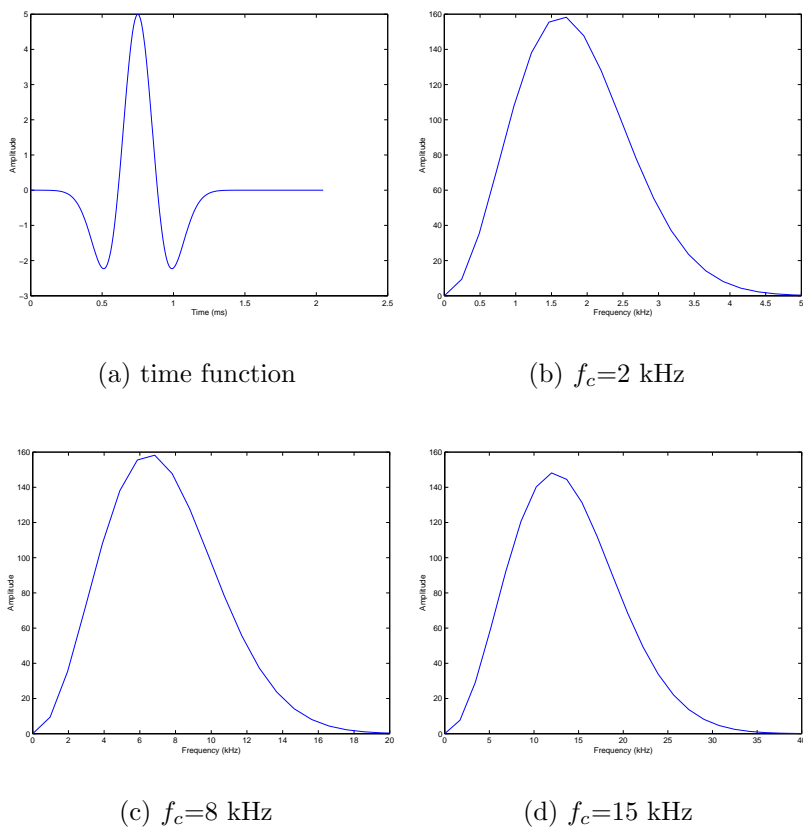 5
4
3
2
1
0
−1
−2
−3
0 0.5 1 1.5 2 2.5
Time (ms)
Amplitude
(a) time function
160
140
120
100
80
60
40
20
0
0 0.5 1 1.5 2 2.5 3 3.5 4 4.5 5
Frequency (kHz)
Amplitude
(b) f_c=2 kHz
160
140
120
100
80
60
40
20
0
0 2 4 6 8 10 12 14 16 18 20
Frequency (kHz)
Amplitude
(c) f_c=8 kHz
160
140
120
100
80
60
40
20
0
0 5 10 15 20 25 30 35 40
Frequency (kHz)
Amplitude
(d) f_c=15 kHz